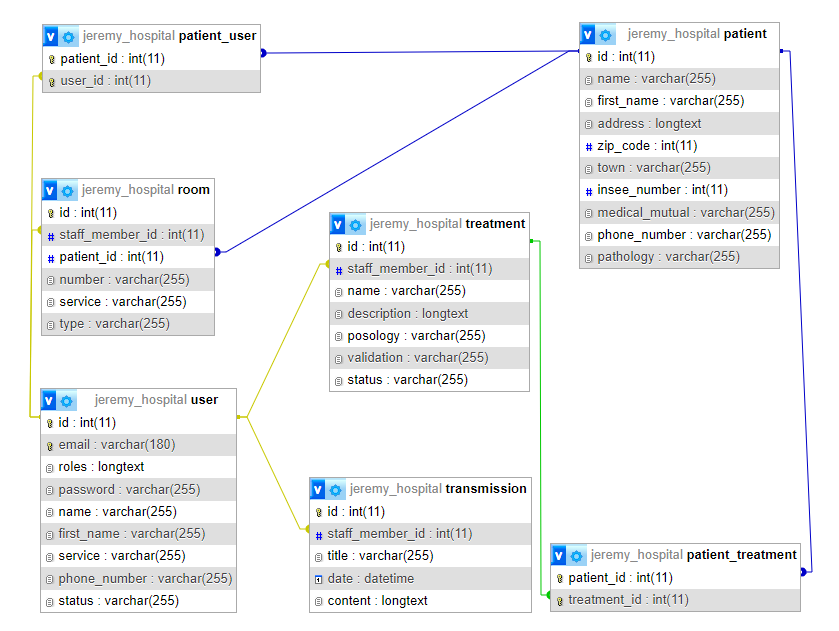 jeremy_hospital patient_user
patient_id : int(11)
user_id : int(11)
jeremy_hospital patient
id : int(11)
name : varchar(255)
first_name : varchar(255)
address : longtext
# zip_code : int(11)
town : varchar(255)
# insee_number : int(11)
medical_mutual : varchar(255)
phone_number : varchar(255)
pathology : varchar(255)
jeremy_hospital room
id : int(11)
# staff_member_id : int(11)
# patient_id : int(11)
number : varchar(255)
service : varchar(255)
type : varchar(255)
jeremy_hospital treatment
id : int(11)
# staff_member_id : int(11)
name : varchar(255)
description : longtext
posology : varchar(255)
validation : varchar(255)
status : varchar(255)
jeremy_hospital user
id : int(11)
email : varchar(180)
roles : longtext
password : varchar(255)
name : varchar(255)
first_name : varchar(255)
service : varchar(255)
phone_number : varchar(255)
status : varchar(255)
jeremy_hospital transmission
id : int(11)
# staff_member_id : int(11)
title : varchar(255)
date : datetime
content : longtext
jeremy_hospital patient_treatment
patient_id : int(11)
treatment_id : int(11)